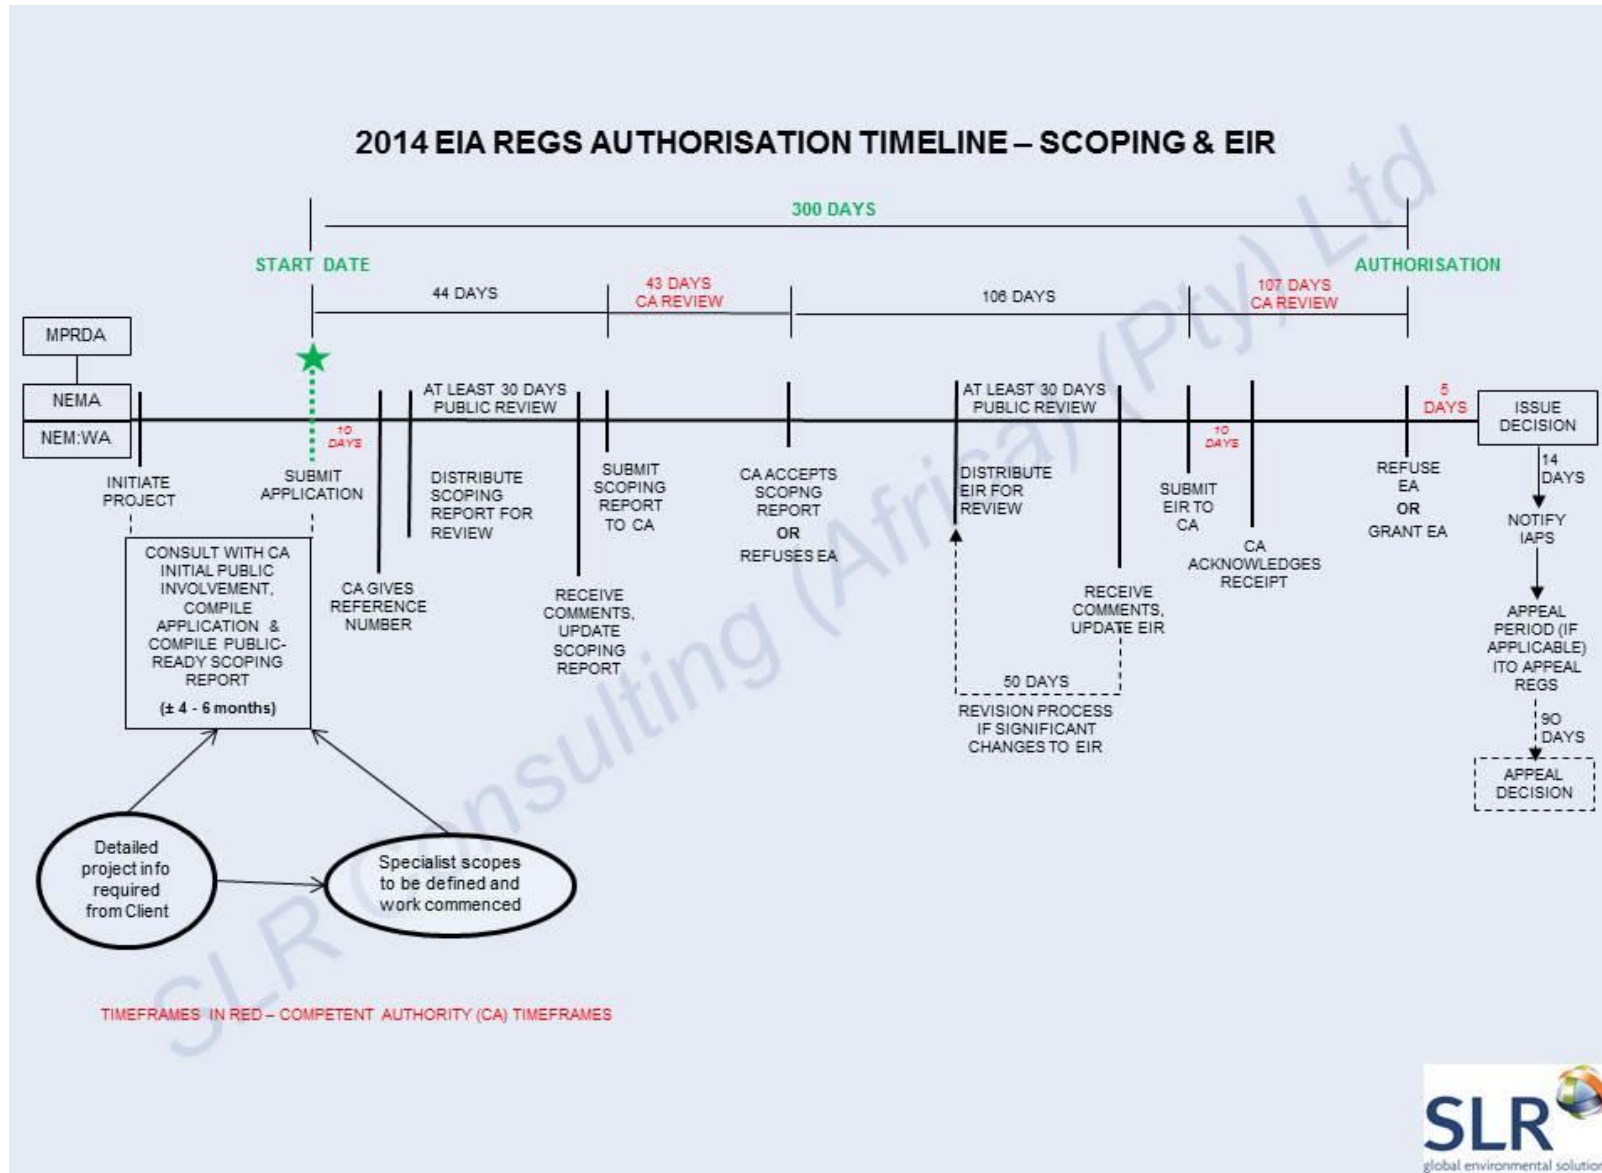 2014 EIA REGS AUTHORISATION TIMELINE – SCOPING & EIR
300 DAYS
START DATE
AUTHORISATION
44 DAYS
43 DAYS
CA REVIEW
106 DAYS
107 DAYS
CA REVIEW
MPRDA
NEMA
NEM:WA
AT LEAST 30 DAYS
PUBLIC REVIEW
AT LEAST 30 DAYS
PUBLIC REVIEW
5
DAYS
ISSUE
DECISION
10
DAYS
10
DAYS
INITIATE
PROJECT
SUBMIT
APPLICATION
CA GIVES
REFERENCE
NUMBER
DISTRIBUTE
SCOPING
REPORT FOR
REVIEW
RECEIVE
COMMENTS,
UPDATE
SCOPING
REPORT
SUBMIT
SCOPING
REPORT
TO CA
CA ACCEPTS
SCOPNG
REPORT
OR
REFUSES EA
DISTRIBUTE
EIR FOR
REVIEW
RECEIVE
COMMENTS,
UPDATE EIR
SUBMIT
EIR TO
CA
CA
ACKNOWLEDGES
RECEIPT
REFUSE
EA
OR
GRANT EA
14
DAYS
NOTIFY
IAPS
APPEAL
PERIOD (IF
APPLICABLE)
ITO APPEAL
REGS
90
DAYS
APPEAL
DECISION
50 DAYS
REVISION PROCESS
IF SIGNIFICANT
CHANGES TO EIR
CONSULT WITH CA
INITIAL PUBLIC
INVOLVEMENT,
COMPILE
APPLICATION &
COMPILE PUBLIC-
READY SCOPING
REPORT
(± 4 - 6 months)
Detailed
project info
required
from Client
Specialist scopes
to be defined and
work commenced
TIMEFRAMES IN RED – COMPETENT AUTHORITY (CA) TIMEFRAMES
SLR Consulting (Africa) (Pty) Ltd
SLR
global environmental solution